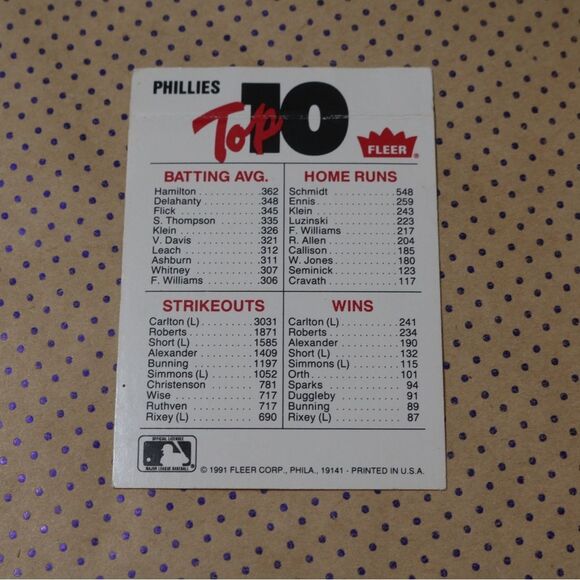 PHILLIES
Top 10
FLEER®
BATTING AVG.
Hamilton .......... .362
Delahanty ......... .348
Flick ............. .345
S. Thompson ....... .335
Klein ............. .326
V. Davis .......... .321
Leach ............. .312
Ashburn ........... .311
Whitney ........... .307
F. Williams ....... .306
HOME RUNS
Schmidt ........... 548
Ennis ............. 259
Klein ............. 243
Luzinski .......... 223
F. Williams ....... 217
R. Allen .......... 204
Callison .......... 185
W. Jones .......... 180
Seminick .......... 123
Cravath ........... 117
STRIKEOUTS
Carlton (L) ....... 3031
Roberts ........... 1871
Short (L) ......... 1585
Alexander ......... 1409
Bunning ........... 1197
Simmons (L) ....... 1052
Christenson ....... 781
Wise .............. 717
Ruthven ........... 717
Rixey (L) ......... 690
WINS
Carlton (L) ....... 241
Roberts ........... 234
Alexander ......... 190
Short (L) ......... 132
Simmons (L) ....... 115
Orth .............. 101
Sparks ............ 94
Duggleby .......... 91
Bunning ........... 89
Rixey (L) ......... 87
OFFICIAL LICENSEE
MAJOR LEAGUE BASEBALL
© 1991 FLEER CORP., PHILA., 19141 - PRINTED IN U.S.A.